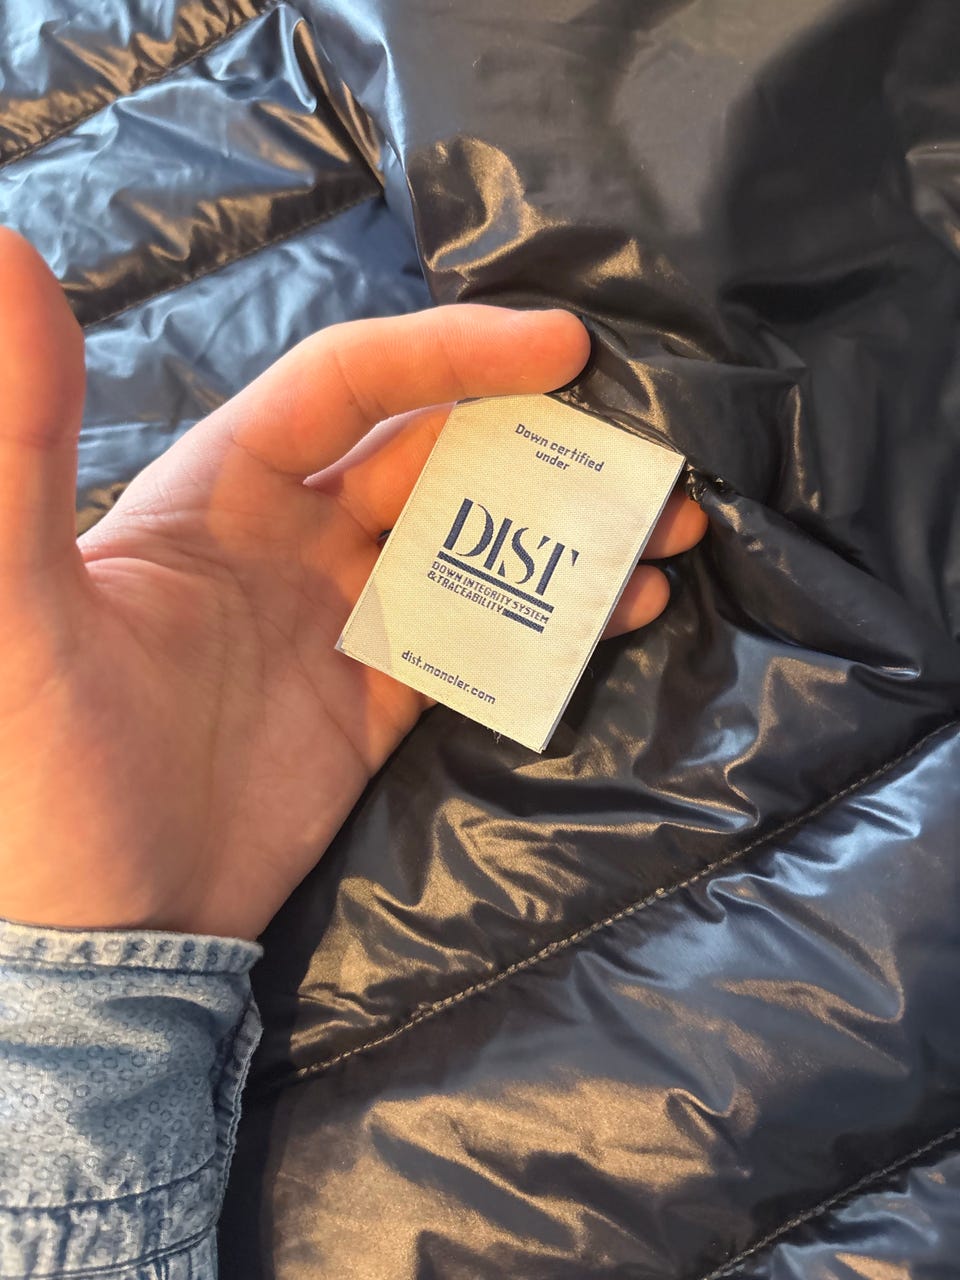 Down certified
under
DIST
DOWN INTEGRITY SYSTEM
&TRACEABILITY
dist.moncler.com